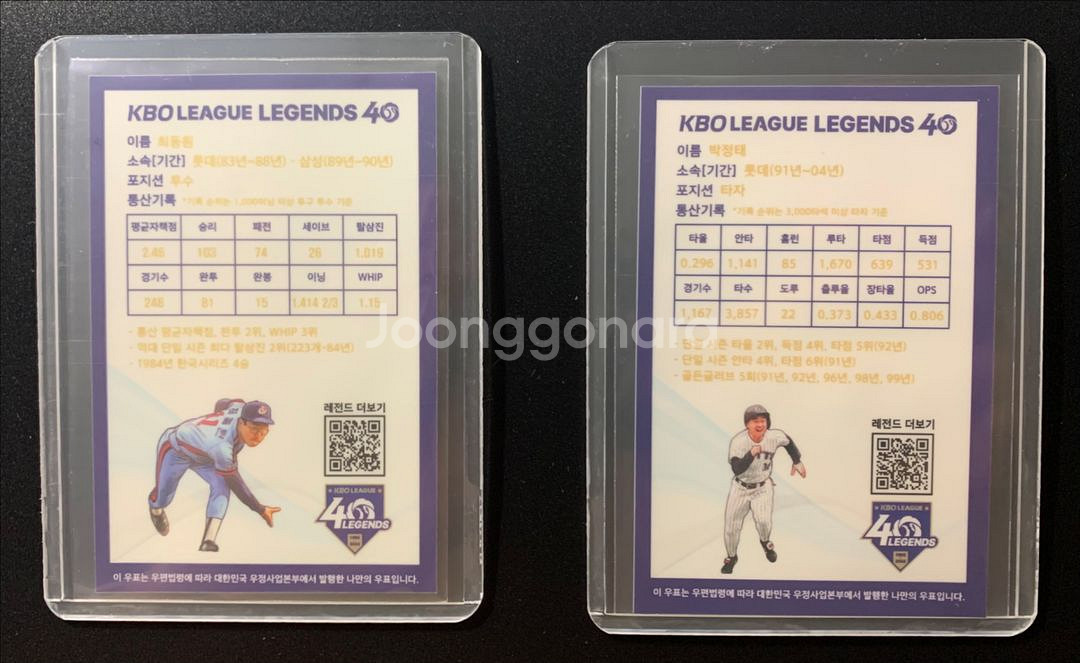 KBO LEAGUE LEGENDS 40
이름 최동원
소속[기간] 롯데(83년~88년) · 삼성(89년~90년)
포지션 투수
통산기록 *기록 순위는 1,000이닝 이상 투구 투수 기준
평균자책점 승리 패전 세이브 탈삼진
2.46 103 74 26 1,019
경기수 완투 완봉 이닝 WHIP
248 81 15 1,414 2/3 1.15
- 통산 평균자책점, 완투 2위, WHIP 3위
- 역대 단일 시즌 최다 탈삼진 2위(223개-84년)
- 1984년 한국시리즈 4승
레전드 더보기
KBO LEAGUE
40
LEGENDS
이 우표는 우편법령에 따라 대한민국 우정사업본부에서 발행한 나만의 우표입니다.
KBO LEAGUE LEGENDS 40
이름 박정태
소속[기간] 롯데(91년~04년)
포지션 타자
통산기록 *기록 순위는 3,000타석 이상 타자 기준
타율 안타 홈런 루타 타점 득점
0.296 1,141 85 1,670 639 531
경기수 타수 도루 출루율 장타율 OPS
1,167 3,857 22 0.373 0.433 0.806
- 단일 시즌 타율 2위, 득점 4위, 타점 5위(92년)
- 단일 시즌 안타 4위, 타점 6위(91년)
- 골든글러브 5회(91년, 92년, 96년, 98년, 99년)
레전드 더보기
KBO LEAGUE
40
LEGENDS
이 우표는 우편법령에 따라 대한민국 우정사업본부에서 발행한 나만의 우표입니다.
Joonggonara